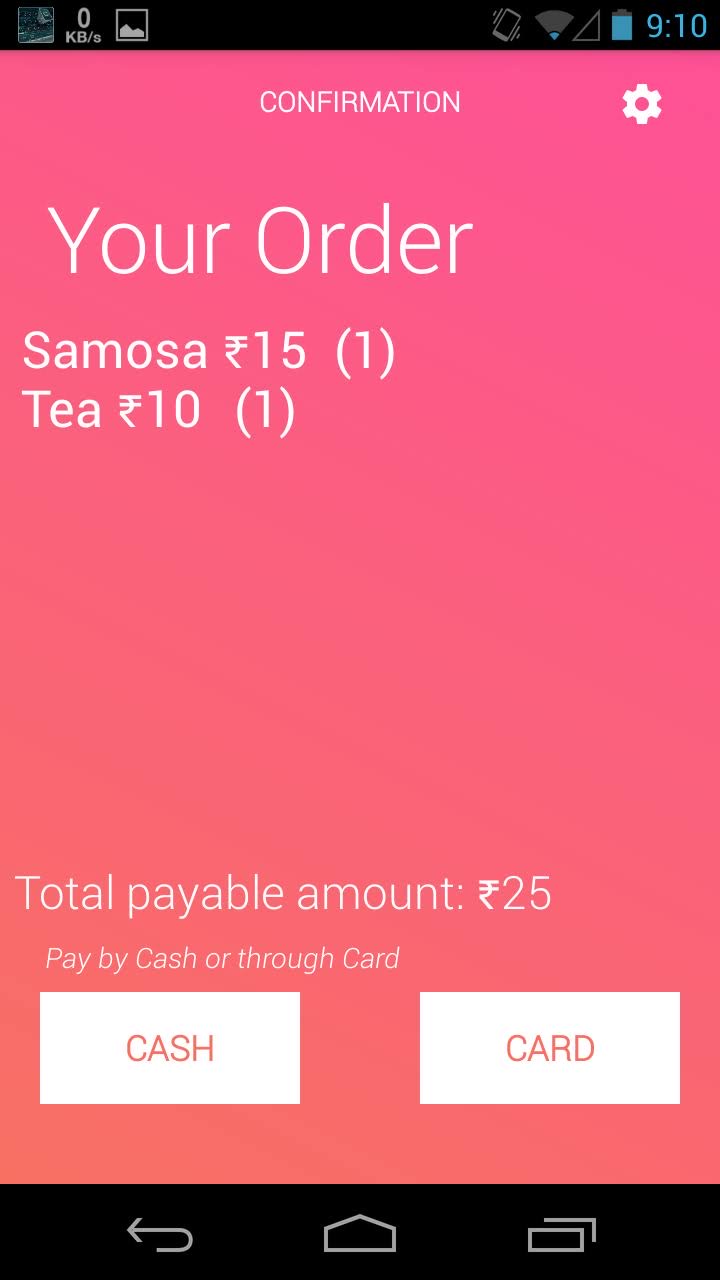 0
KB/s
9:10
CONFIRMATION
Your Order
Samosa ₹15 (1)
Tea ₹10 (1)
Total payable amount: ₹25
Pay by Cash or through Card
CASH
CARD